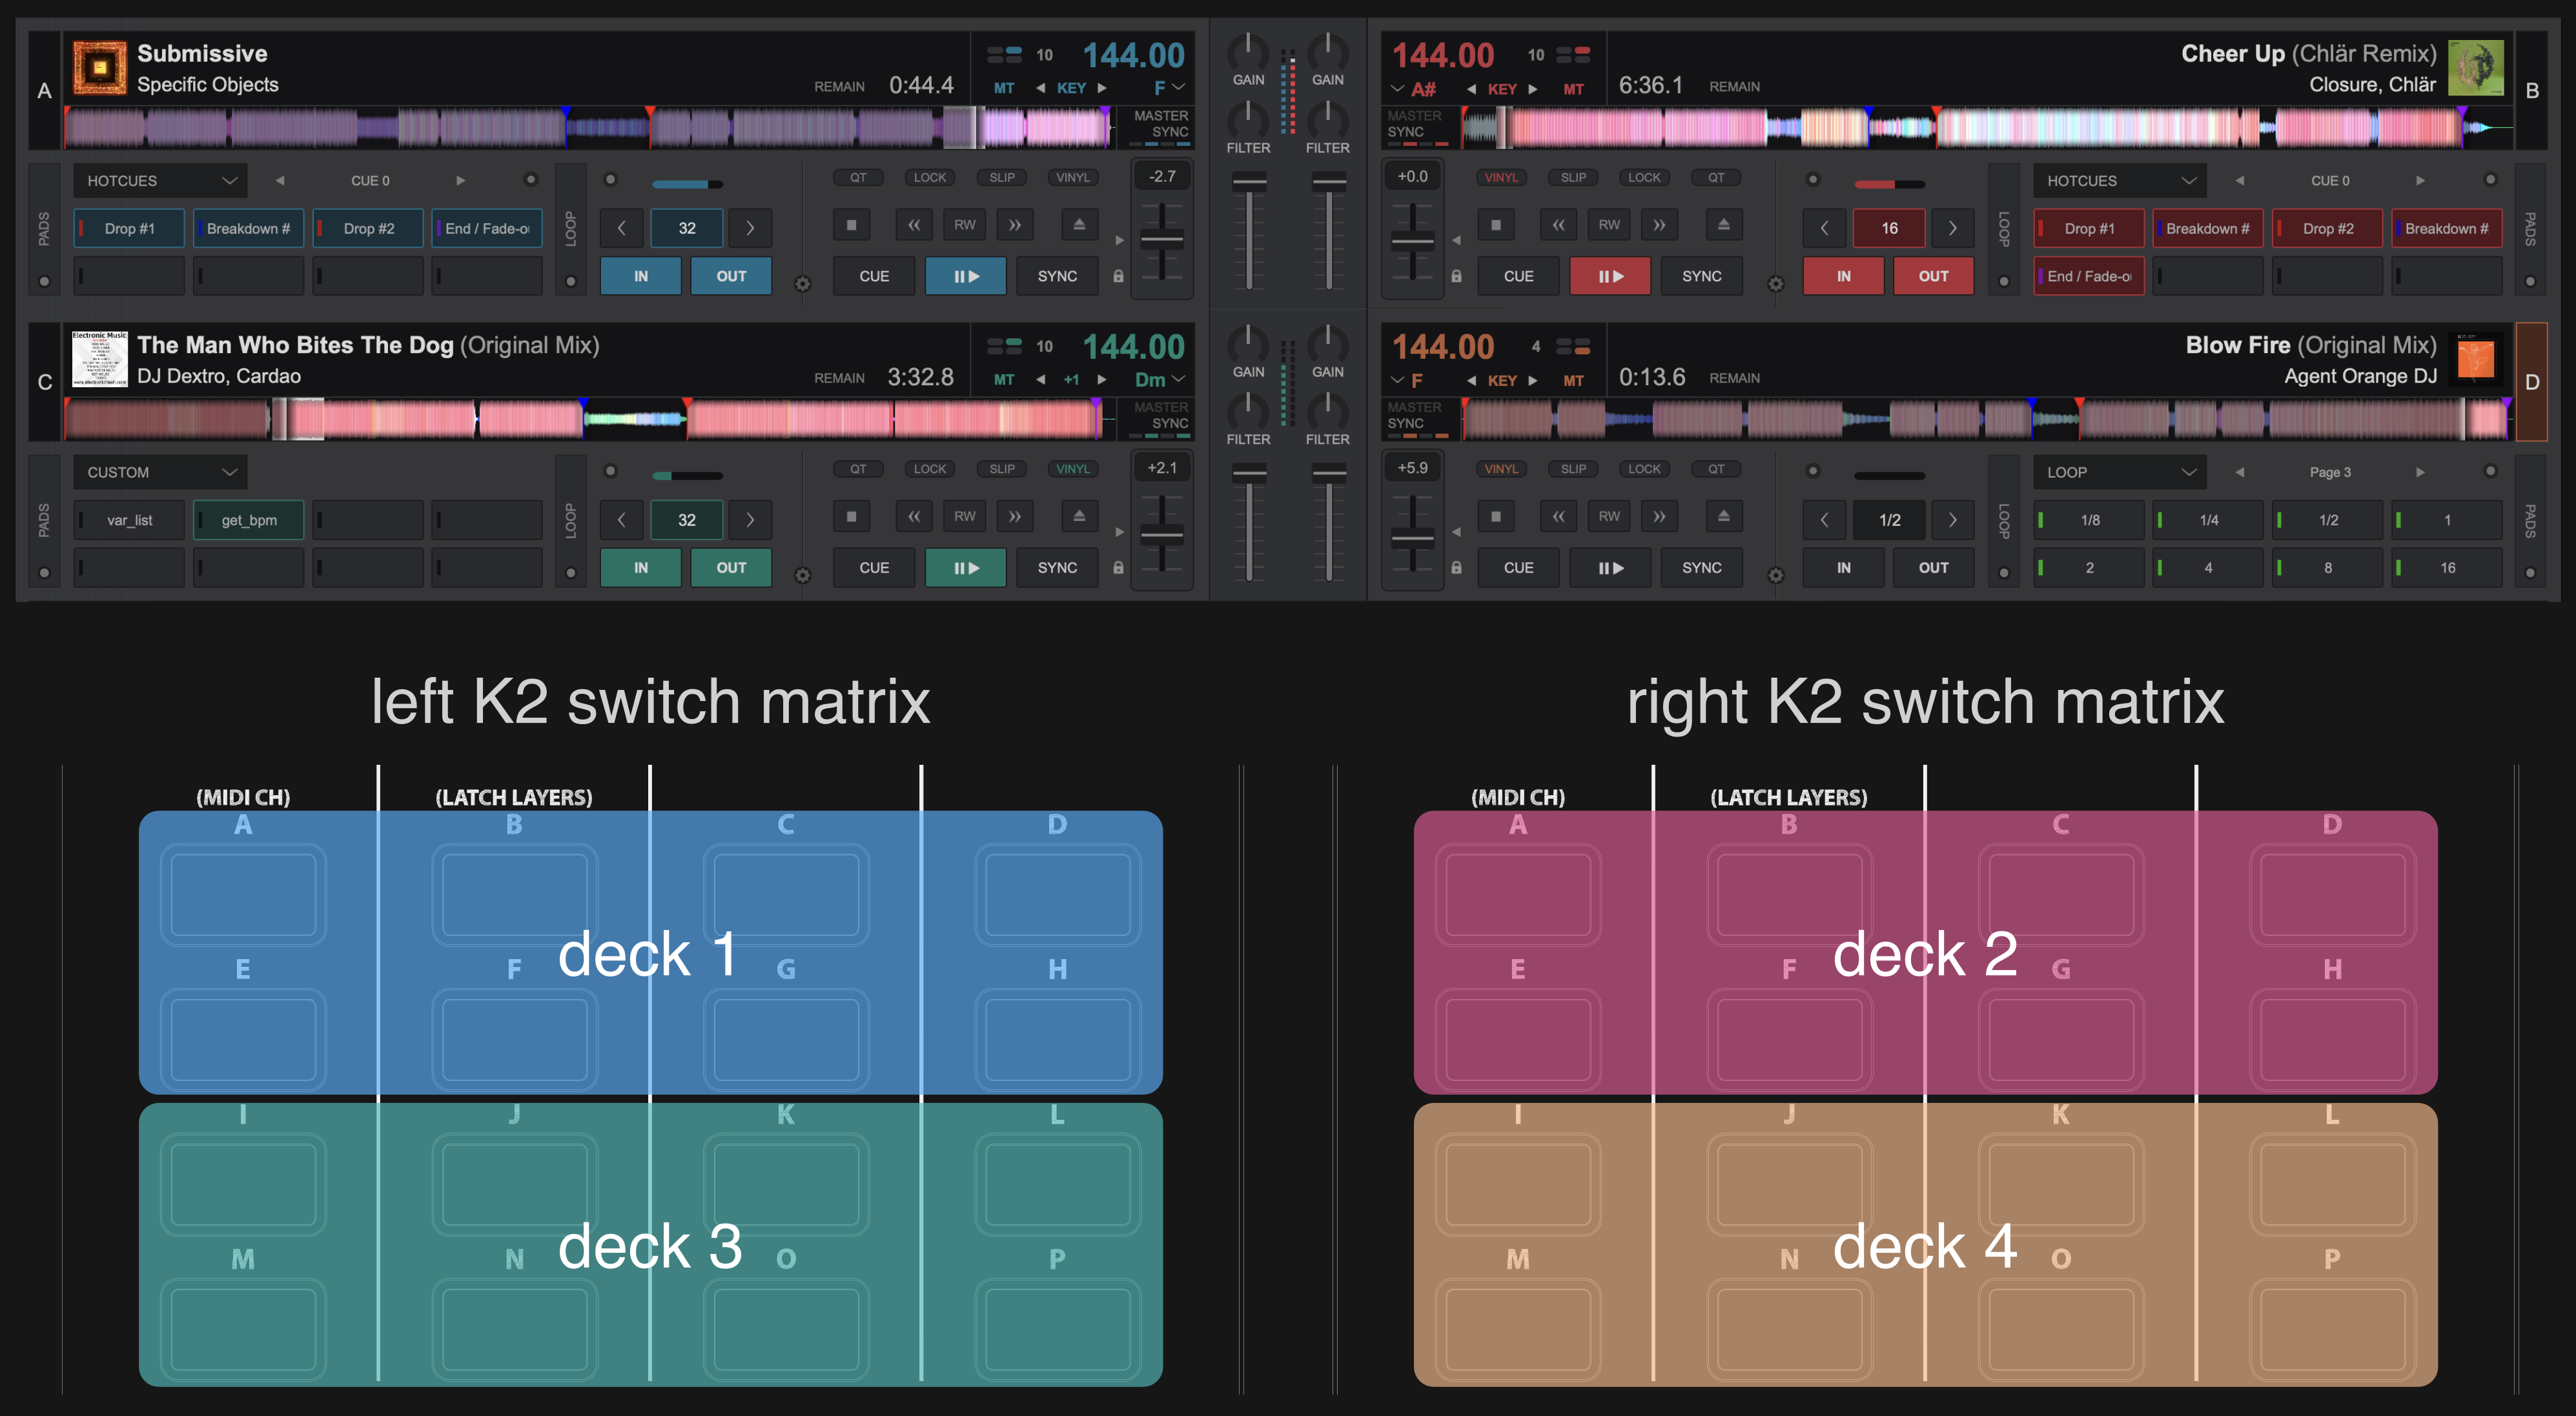 A
Submissive
Specific Objects
REMAIN 0:44.4
10 144.00
MT KEY F
MASTER
SYNC
GAIN GAIN
FILTER FILTER
144.00 10
A# KEY MT
6:36.1 REMAIN
Cheer Up (Chlär Remix)
Closure, Chlär
B
MASTER
SYNC
PADS
HOTCUES CUE 0
Drop #1 Breakdown # Drop #2 End / Fade-o
LOOP
32
IN OUT
QT LOCK SLIP VINYL
RW
CUE SYNC
-2.7
+0.0
VINYL SLIP LOCK QT
RW
CUE SYNC
16
IN OUT
LOOP
HOTCUES CUE 0
Drop #1 Breakdown # Drop #2 Breakdown #
End / Fade-o
PADS
C
The Man Who Bites The Dog (Original Mix)
DJ Dextro, Cardao
REMAIN 3:32.8
10 144.00
MT +1 Dm
MASTER
SYNC
GAIN GAIN
FILTER FILTER
144.00 4
F KEY MT
0:13.6 REMAIN
Blow Fire (Original Mix)
Agent Orange DJ
D
MASTER
SYNC
PADS
CUSTOM
var_list get_bpm
LOOP
32
IN OUT
QT LOCK SLIP VINYL
RW
CUE SYNC
+2.1
+5.9
VINYL SLIP LOCK QT
RW
CUE SYNC
1/2
IN OUT
LOOP
LOOP Page 3
1/8 1/4 1/2 1
2 4 8 16
PADS
left K2 switch matrix
(MIDI CH) (LATCH LAYERS)
A B C D
deck 1
E F G H
I J K L
deck 3
M N O P
right K2 switch matrix
(MIDI CH) (LATCH LAYERS)
A B C D
deck 2
E F G H
I J K L
deck 4
M N O P